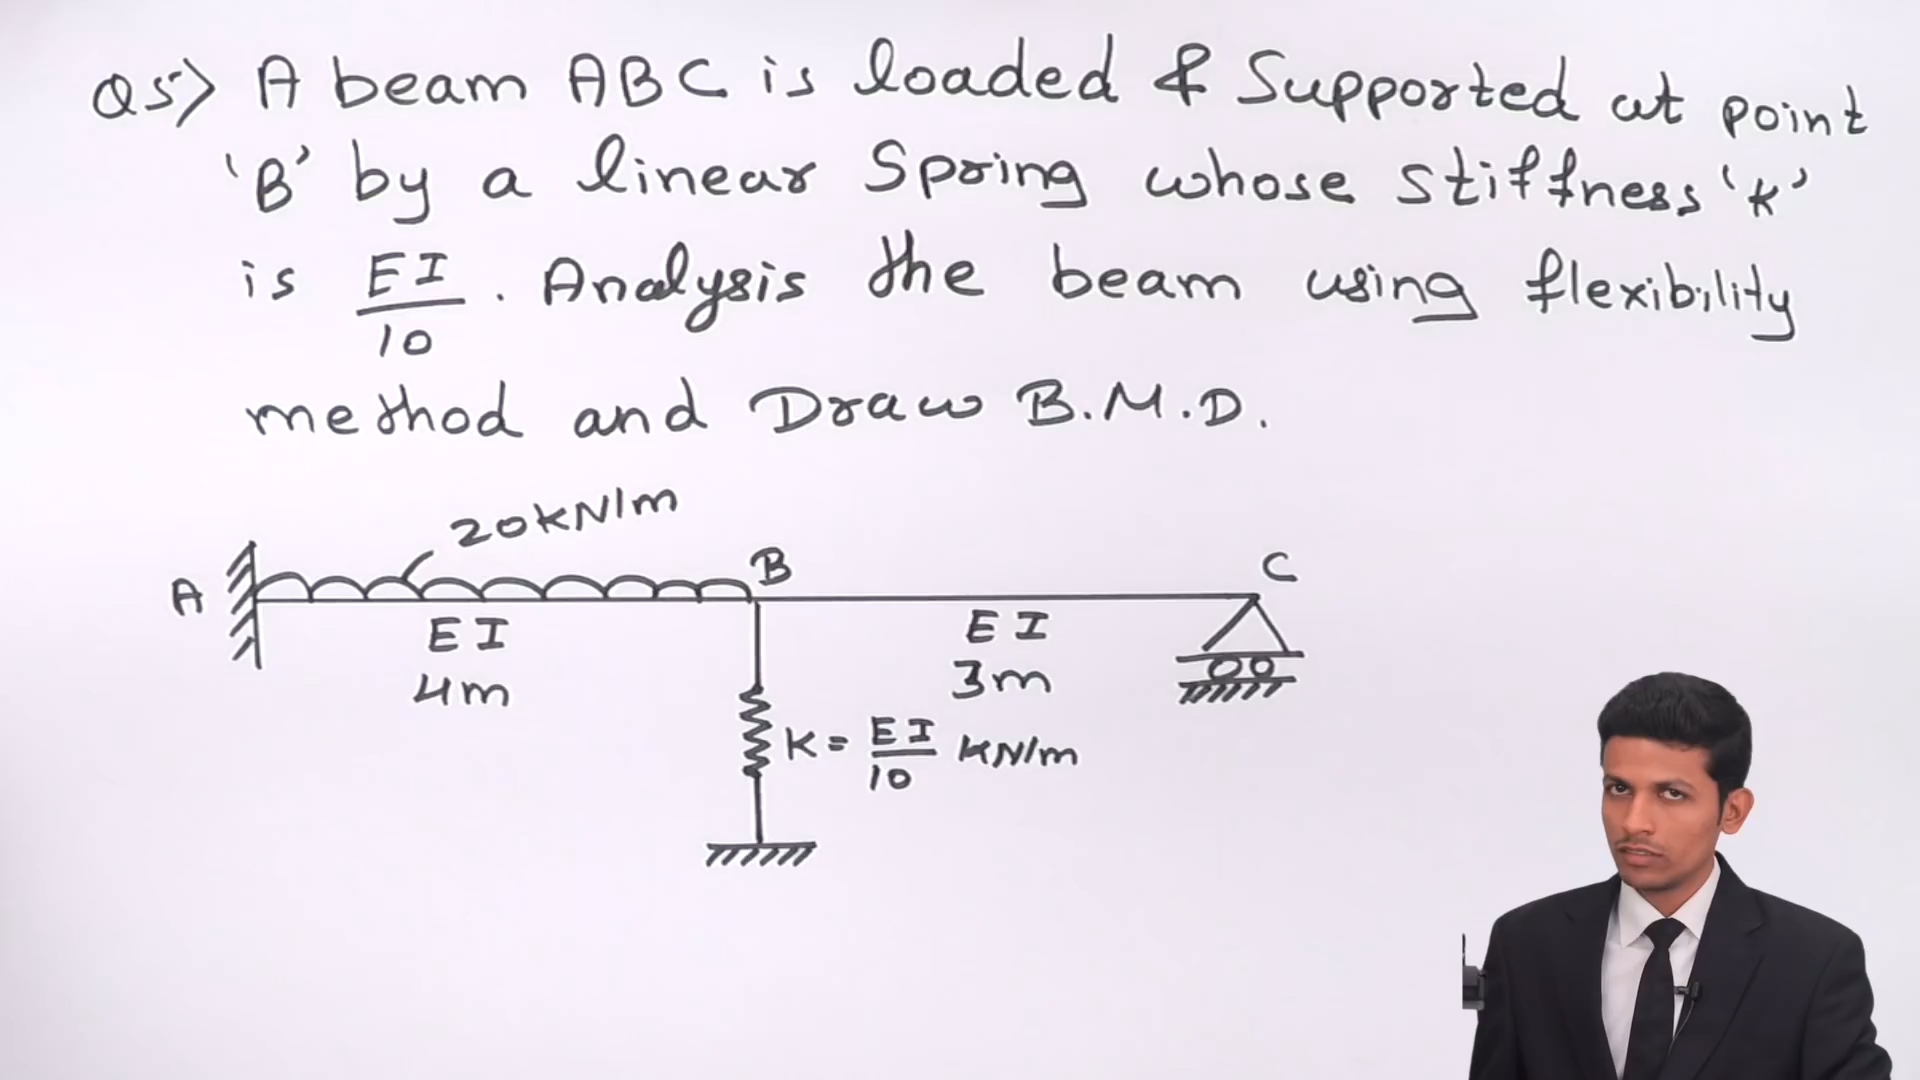 Q5> A beam ABC is loaded & Supported at point
'B' by a linear Spring whose stiffness 'K'
is EI/10 . Analysis the beam using flexibility
method and Draw B.M.D.
20kN/m
A
B
C
EI
4m
EI
3m
K = EI/10 kN/m